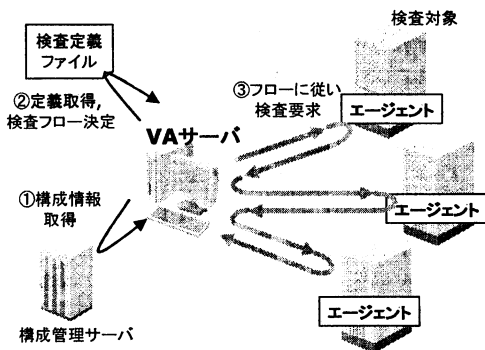 検査定義
ファイル
検査対象
②定義取得,
検査フロー決定
③フローに従い
検査要求
エージェント
VAサーバ
①構成情報
取得
エージェント
エージェント
構成管理サーバ